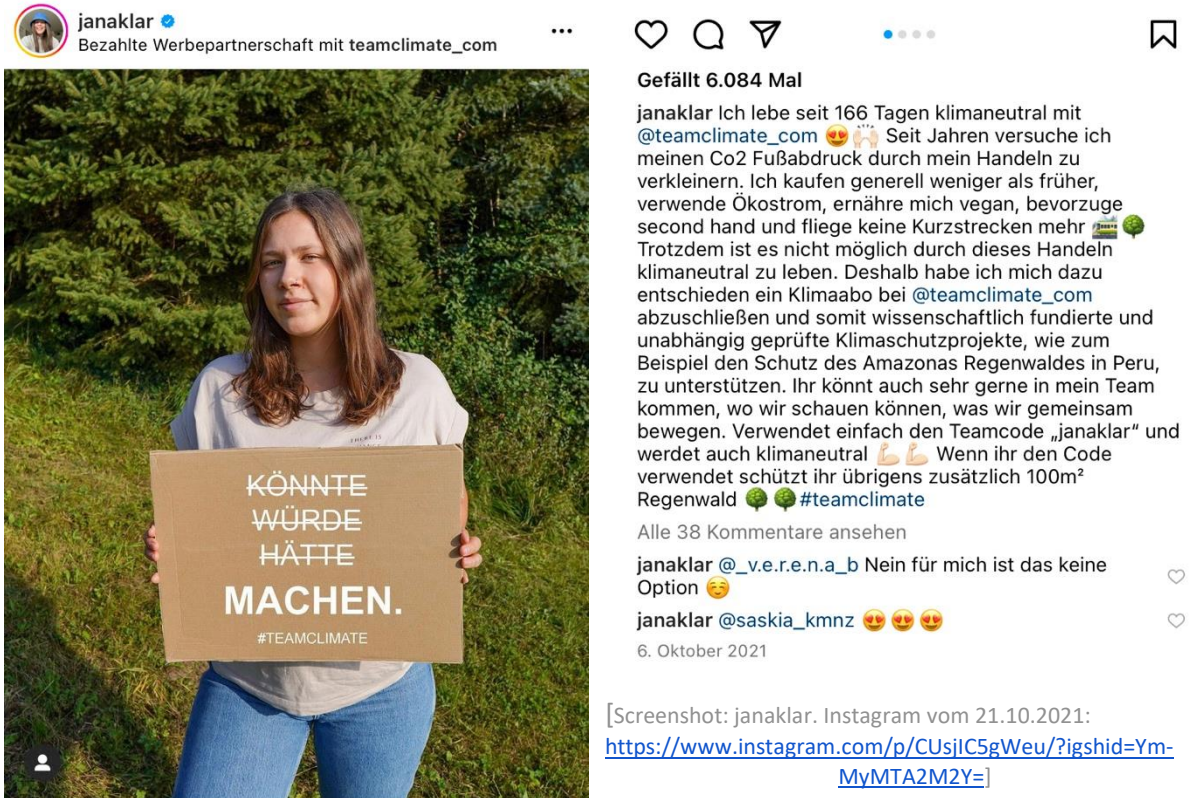 janaklar
Bezahlte Werbepartnerschaft mit teamclimate_com
THERE IS
KÖNNTE
WÜRDE
HÄTTE
MACHEN.
#TEAMCLIMATE
Gefällt 6.084 Mal
janaklar Ich lebe seit 166 Tagen klimaneutral mit
@teamclimate_com 😍🙌🏻 Seit Jahren versuche ich
meinen Co2 Fußabdruck durch mein Handeln zu
verkleinern. Ich kaufen generell weniger als früher,
verwende Ökostrom, ernähre mich vegan, bevorzuge
second hand und fliege keine Kurzstrecken mehr 🚞🌳
Trotzdem ist es nicht möglich durch dieses Handeln
klimaneutral zu leben. Deshalb habe ich mich dazu
entschieden ein Klimaabo bei @teamclimate_com
abzuschließen und somit wissenschaftlich fundierte und
unabhängig geprüfte Klimaschutzprojekte, wie zum
Beispiel den Schutz des Amazonas Regenwaldes in Peru,
zu unterstützen. Ihr könnt auch sehr gerne in mein Team
kommen, wo wir schauen können, was wir gemeinsam
bewegen. Verwendet einfach den Teamcode „janaklar“ und
werdet auch klimaneutral 💪🏻💪🏻 Wenn ihr den Code
verwendet schützt ihr übrigens zusätzlich 100m²
Regenwald 🌳🌳#teamclimate
Alle 38 Kommentare ansehen
janaklar @_v.e.r.e.n.a_b Nein für mich ist das keine
Option ☺️
janaklar @saskia_kmnz 😍😍😍
6. Oktober 2021
[Screenshot: janaklar. Instagram vom 21.10.2021:
https://www.instagram.com/p/CUsjIC5gWeu/?igshid=Ym-
MyMTA2M2Y=]